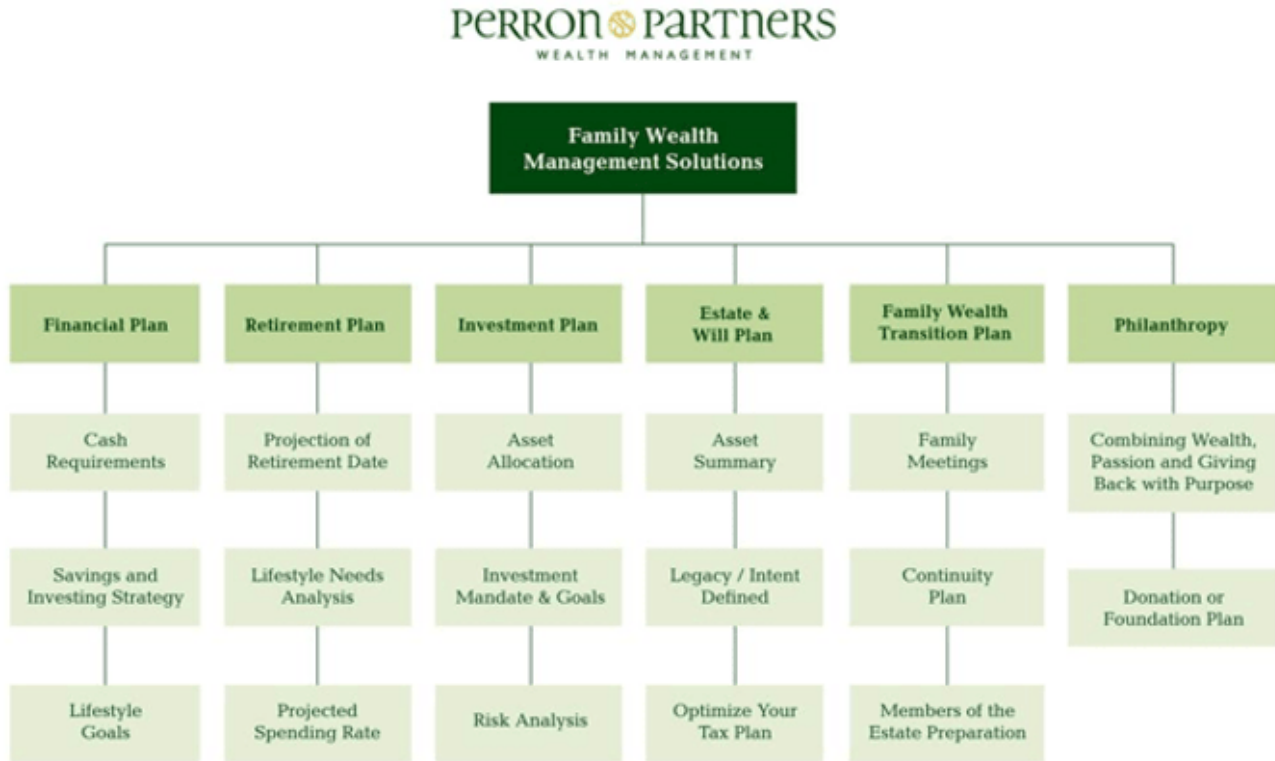 PERRON PARTNERS
WEALTH MANAGEMENT
Family Wealth
Management Solutions
Financial Plan
Cash
Requirements
Savings and
Investing Strategy
Lifestyle
Goals
Retirement Plan
Projection of
Retirement Date
Lifestyle Needs
Analysis
Projected
Spending Rate
Investment Plan
Asset
Allocation
Investment
Mandate & Goals
Risk Analysis
Estate &
Will Plan
Asset
Summary
Legacy / Intent
Defined
Optimize Your
Tax Plan
Family Wealth
Transition Plan
Family
Meetings
Continuity
Plan
Members of the
Estate Preparation
Philanthropy
Combining Wealth,
Passion and Giving
Back with Purpose
Donation or
Foundation Plan